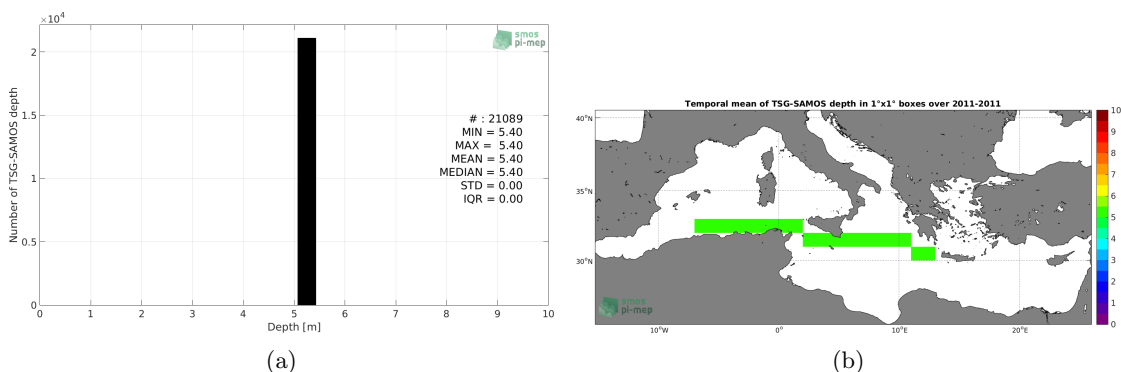 ×10⁴
smos
pi-mep
Number of TSG-SAMOS depth
2
1.5
1
0.5
0
# : 21089
MIN = 5.40
MAX = 5.40
MEAN = 5.40
MEDIAN = 5.40
STD = 0.00
IQR = 0.00
0 1 2 3 4 5 6 7 8 9 10
Depth [m]
(a)
Temporal mean of TSG-SAMOS depth in 1°x1° boxes over 2011-2011
40°N
35°N
30°N
10°W 0° 10°E 20°E
smos
pi-mep
10
9
8
7
6
5
4
3
2
1
0
(b)